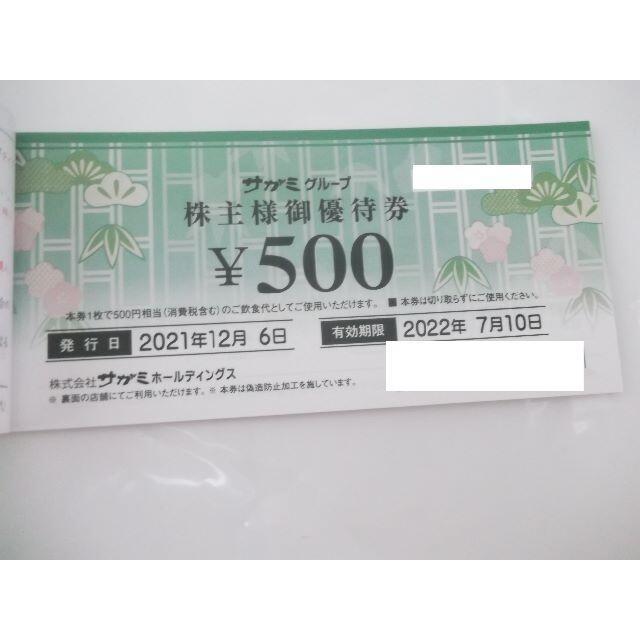 サガミグループ
株主様御優待券
¥500
本券1枚で500円相当(消費税含む)のご飲食代としてご使用いただけます。 ■ 本券は切り取らずにご使用ください。
発行日 2021年12月 6日 有効期限 2022年 7月10日
株式会社サガミホールディングス
※ 裏面の店舗にてご利用いただけます。※ 本券は偽造防止加工を施しています。